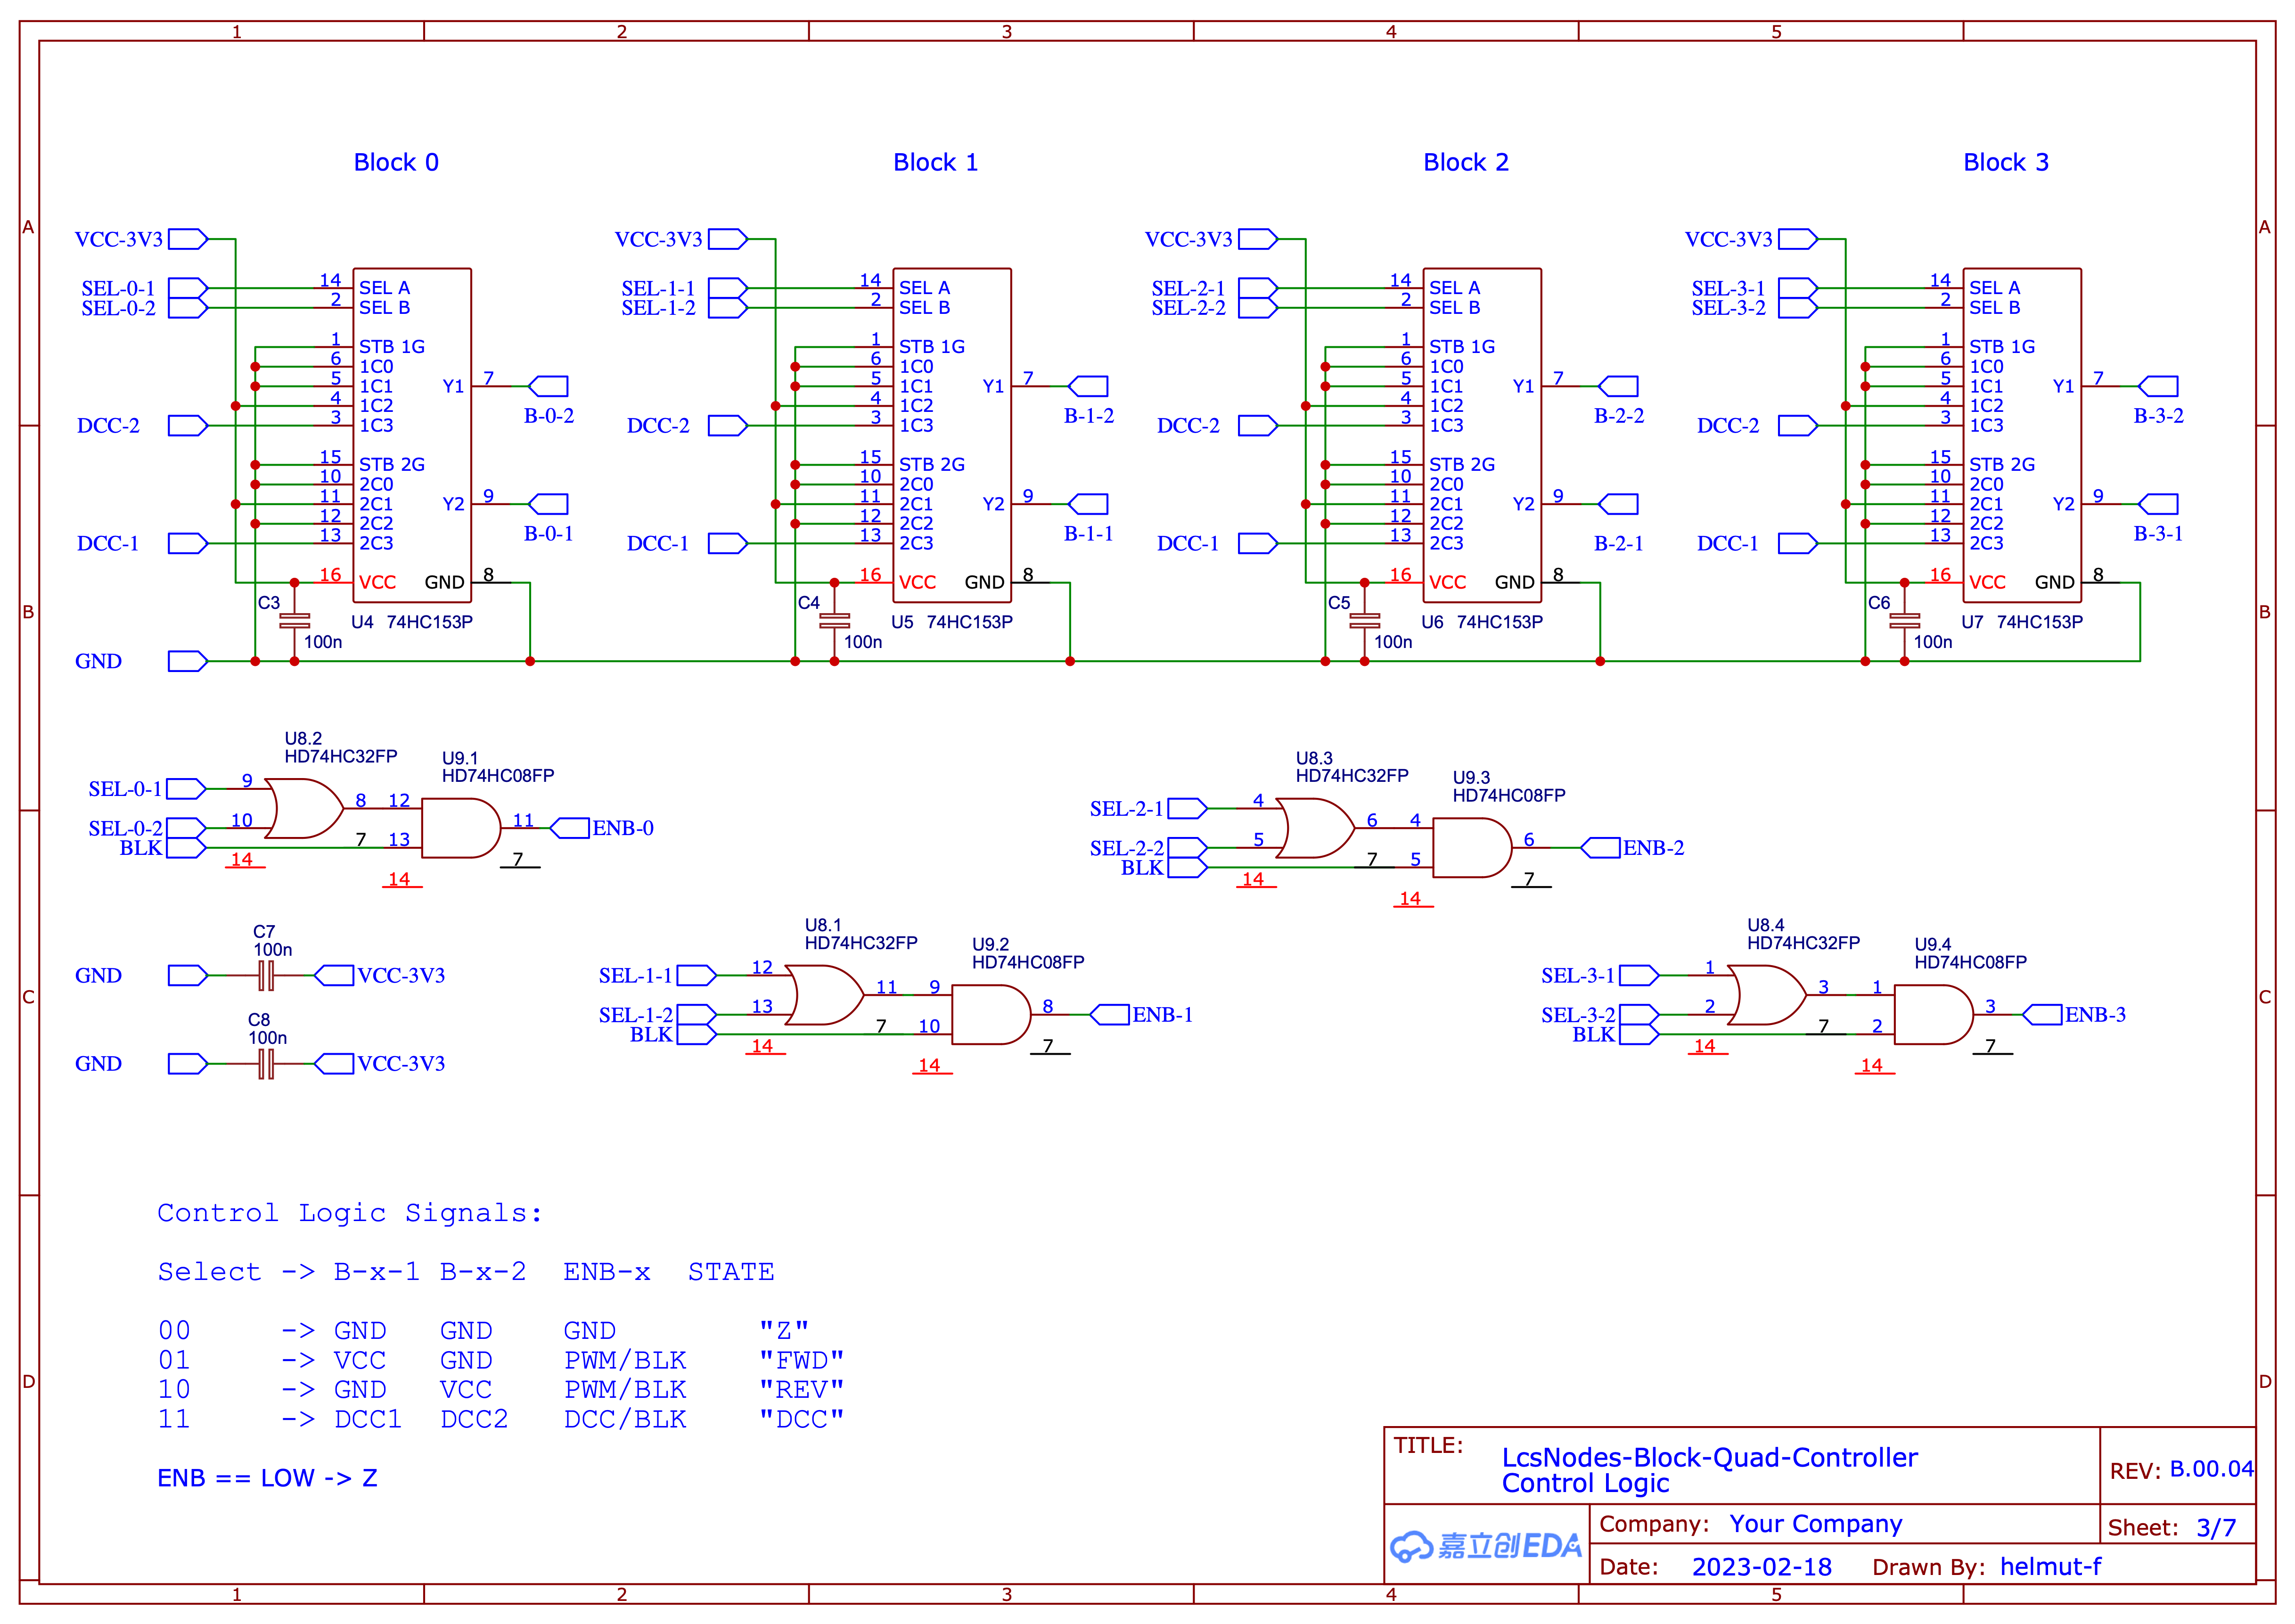 1 2 3 4 5
A A
B B
C C
D D
Block 0 Block 1 Block 2 Block 3
VCC-3V3
SEL-0-1 14 SEL A
SEL-0-2 2 SEL B
1 STB 1G
6 1C0
5 1C1 Y1 7
4 1C2
B-0-2
DCC-2 3 1C3
15 STB 2G
10 2C0
11 2C1 Y2 9
12 2C2
B-0-1
DCC-1 13 2C3
16 VCC GND 8
C3
100n
U4 74HC153P
GND
VCC-3V3
SEL-1-1 14 SEL A
SEL-1-2 2 SEL B
1 STB 1G
6 1C0
5 1C1 Y1 7
4 1C2
B-1-2
DCC-2 3 1C3
15 STB 2G
10 2C0
11 2C1 Y2 9
12 2C2
B-1-1
DCC-1 13 2C3
16 VCC GND 8
C4
100n
U5 74HC153P
VCC-3V3
SEL-2-1 14 SEL A
SEL-2-2 2 SEL B
1 STB 1G
6 1C0
5 1C1 Y1 7
4 1C2
B-2-2
DCC-2 3 1C3
15 STB 2G
10 2C0
11 2C1 Y2 9
12 2C2
B-2-1
DCC-1 13 2C3
16 VCC GND 8
C5
100n
U6 74HC153P
VCC-3V3
SEL-3-1 14 SEL A
SEL-3-2 2 SEL B
1 STB 1G
6 1C0
5 1C1 Y1 7
4 1C2
B-3-2
DCC-2 3 1C3
15 STB 2G
10 2C0
11 2C1 Y2 9
12 2C2
B-3-1
DCC-1 13 2C3
16 VCC GND 8
C6
100n
U7 74HC153P
U8.2
HD74HC32FP
U9.1
HD74HC08FP
SEL-0-1 9
8 12
SEL-0-2 10
11 ENB-0
BLK 7 13
14 7
14
U8.3
HD74HC32FP
U9.3
HD74HC08FP
SEL-2-1 4
6 4
SEL-2-2 5
6 ENB-2
BLK 7 5
14 7
14
C7
100n
GND VCC-3V3
C8
100n
GND VCC-3V3
U8.1
HD74HC32FP
U9.2
HD74HC08FP
SEL-1-1 12
11 9
SEL-1-2 13
8 ENB-1
BLK 7 10
14 7
14
U8.4
HD74HC32FP
U9.4
HD74HC08FP
SEL-3-1 1
3 1
SEL-3-2 2
3 ENB-3
BLK 7 2
14 7
14
Control Logic Signals:
Select -> B-x-1 B-x-2 ENB-x STATE
00 -> GND GND GND "Z"
01 -> VCC GND PWM/BLK "FWD"
10 -> GND VCC PWM/BLK "REV"
11 -> DCC1 DCC2 DCC/BLK "DCC"
ENB == LOW -> Z
TITLE:
LcsNodes-Block-Quad-Controller
Control Logic
REV: B.00.04
嘉立创EDA
Company: Your Company
Sheet: 3/7
Date: 2023-02-18 Drawn By: helmut-f
1 2 3 4 5